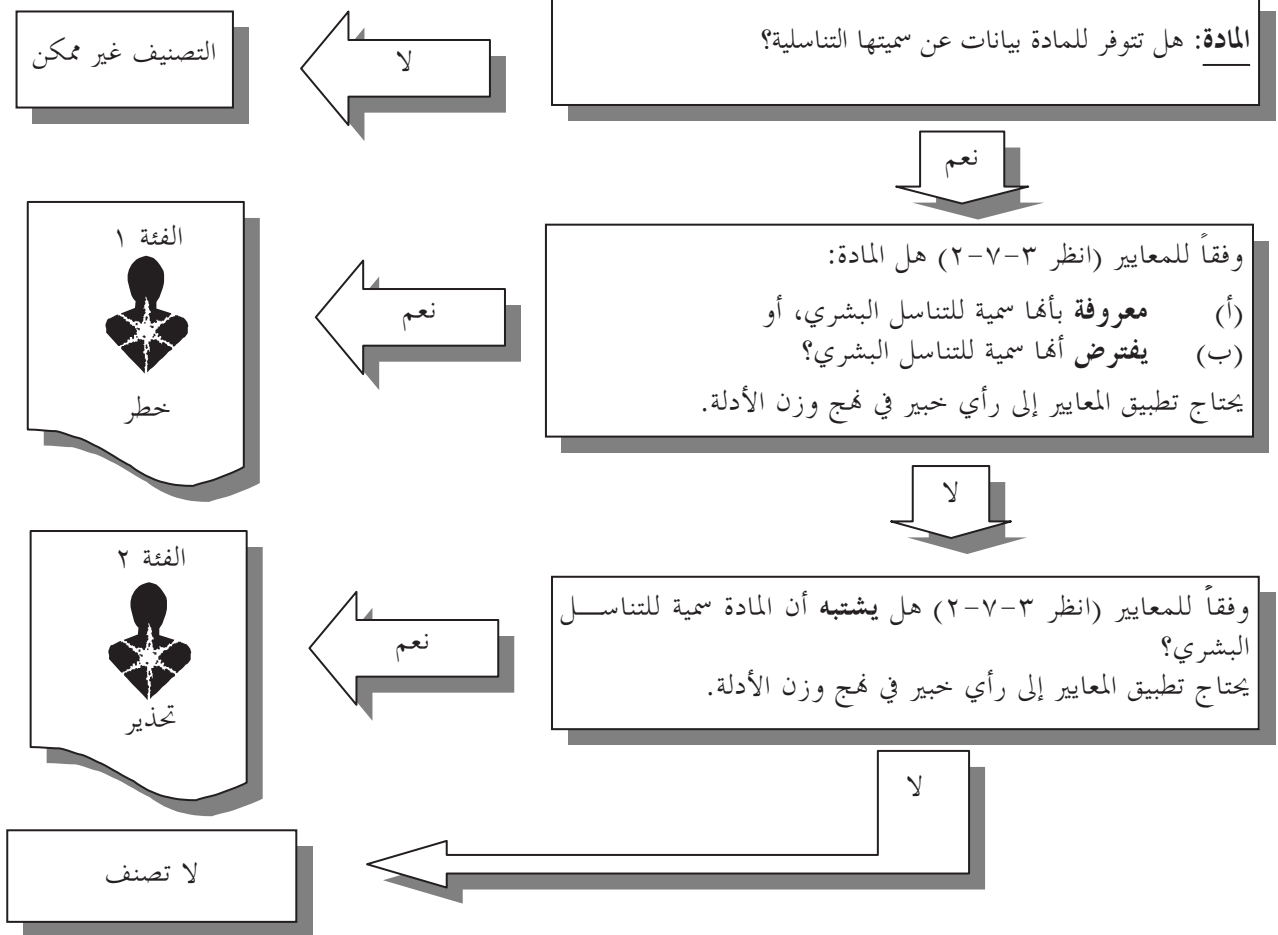 المادة: هل تتوفر للمادة بيانات عن سميتها التناسلية؟
لا
التصنيف غير ممكن
نعم
وفقاً للمعايير (انظر ٣-٧-٢) هل المادة:
(أ) معروفة بأنها سمية للتناسل البشري، أو
(ب) يفترض أنها سمية للتناسل البشري؟
يحتاج تطبيق المعايير إلى رأي خبير في نهج وزن الأدلة.
نعم
الفئة ١
خطر
لا
وفقاً للمعايير (انظر ٣-٧-٢) هل يشتبه أن المادة سمية للتناســل
البشري؟
يحتاج تطبيق المعايير إلى رأي خبير في نهج وزن الأدلة.
نعم
الفئة ٢
تحذير
لا
لا تصنف